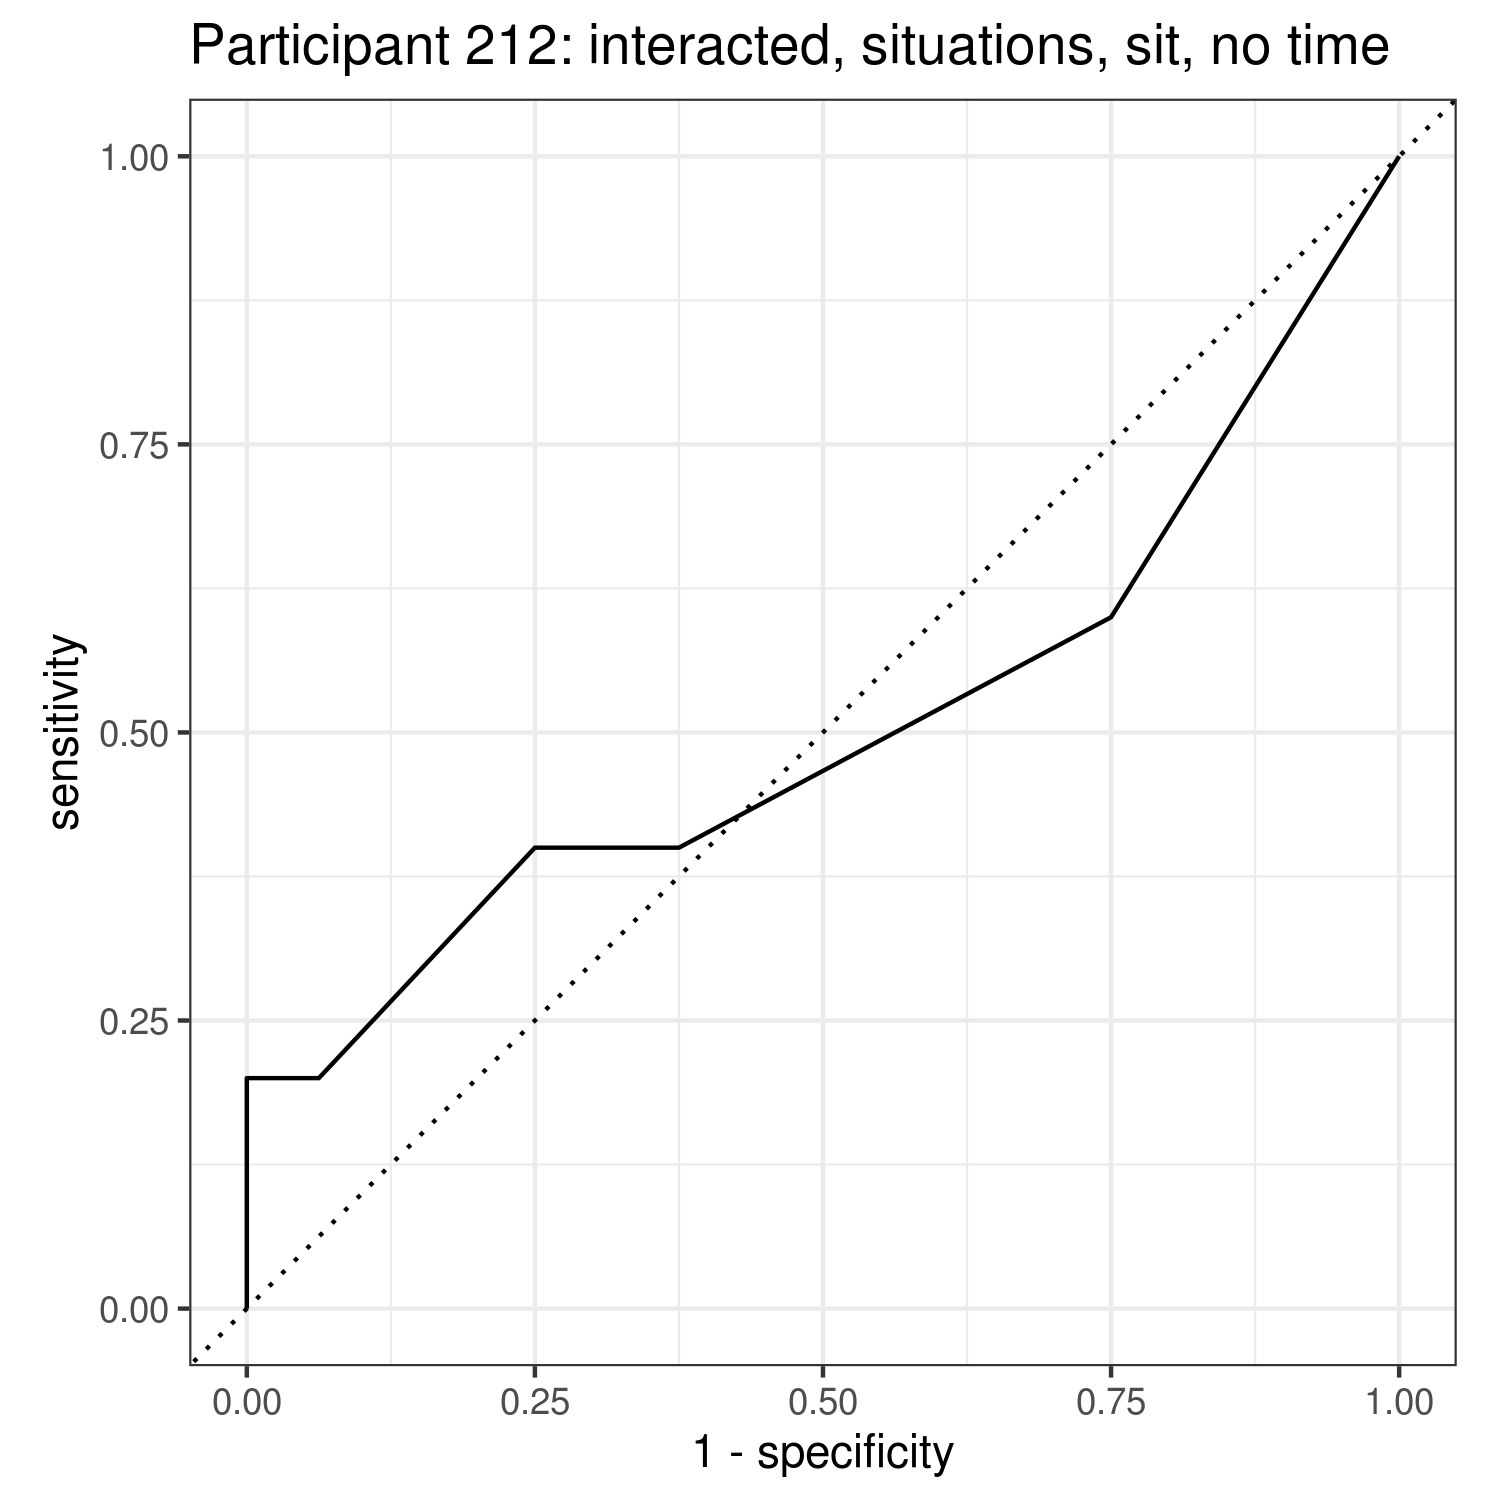 Participant 212: interacted, situations, sit, no time
1.00
0.75
0.50
0.25
0.00
sensitivity
0.00 0.25 0.50 0.75 1.00
1 - specificity